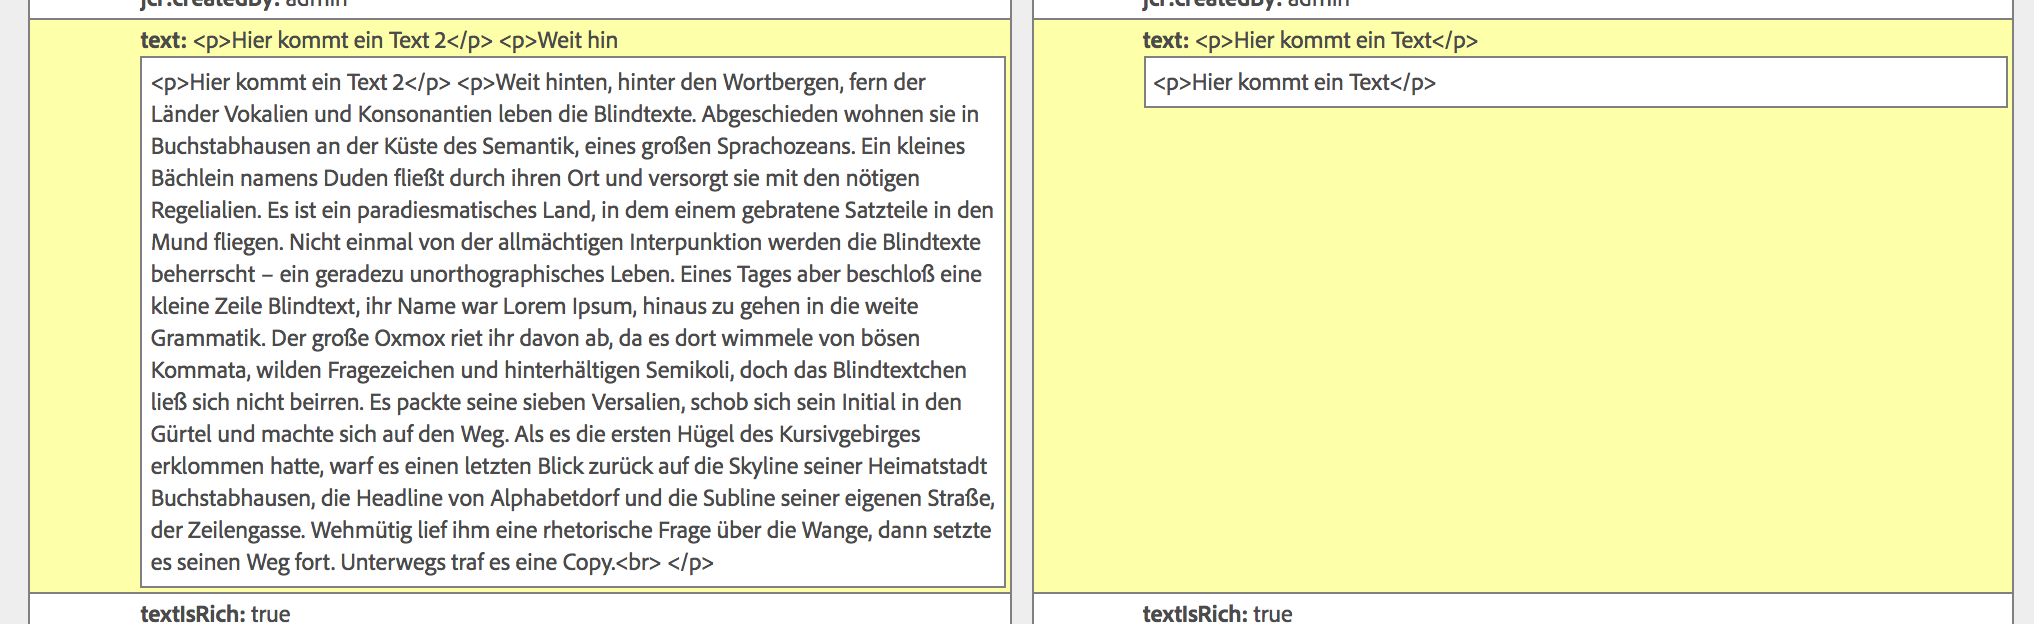 jcr:createdBy: admin
text: <p>Hier kommt ein Text 2</p> <p>Weit hin
<p>Hier kommt ein Text 2</p> <p>Weit hinten, hinter den Wortbergen, fern der
Länder Vokalien und Konsonantien leben die Blindtexte. Abgeschieden wohnen sie in
Buchstabhausen an der Küste des Semantik, eines großen Sprachozeans. Ein kleines
Bächlein namens Duden fließt durch ihren Ort und versorgt sie mit den nötigen
Regelialien. Es ist ein paradiesmatisches Land, in dem einem gebratene Satzteile in den
Mund fliegen. Nicht einmal von der allmächtigen Interpunktion werden die Blindtexte
beherrscht – ein geradezu unorthographisches Leben. Eines Tages aber beschloß eine
kleine Zeile Blindtext, ihr Name war Lorem Ipsum, hinaus zu gehen in die weite
Grammatik. Der große Oxmox riet ihr davon ab, da es dort wimmele von bösen
Kommata, wilden Fragezeichen und hinterhältigen Semikoli, doch das Blindtextchen
ließ sich nicht beirren. Es packte seine sieben Versalien, schob sich sein Initial in den
Gürtel und machte sich auf den Weg. Als es die ersten Hügel des Kursivgebirges
erklommen hatte, warf es einen letzten Blick zurück auf die Skyline seiner Heimatstadt
Buchstabhausen, die Headline von Alphabetdorf und die Subline seiner eigenen Straße,
der Zeilengasse. Wehmütig lief ihm eine rhetorische Frage über die Wange, dann setzte
es seinen Weg fort. Unterwegs traf es eine Copy.<br> </p>
textIsRich: true
jcr:createdBy: admin
text: <p>Hier kommt ein Text</p>
<p>Hier kommt ein Text</p>
textIsRich: true